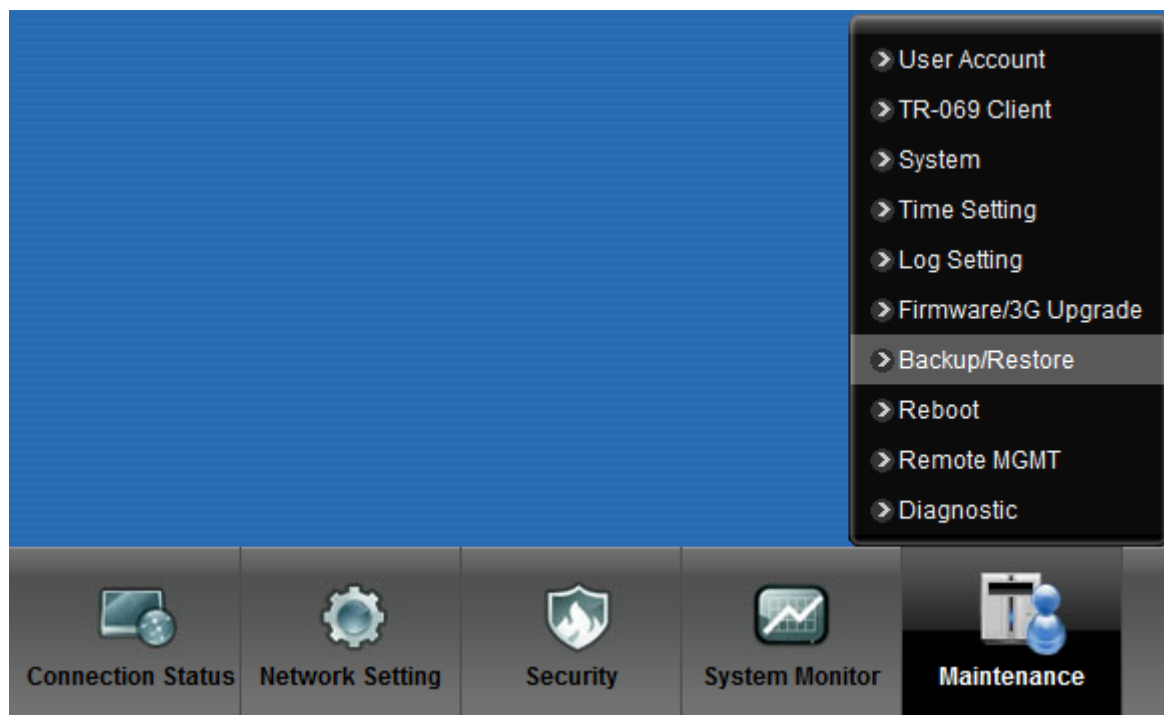 User Account
TR-069 Client
System
Time Setting
Log Setting
Firmware/3G Upgrade
Backup/Restore
Reboot
Remote MGMT
Diagnostic
Connection Status
Network Setting
Security
System Monitor
Maintenance